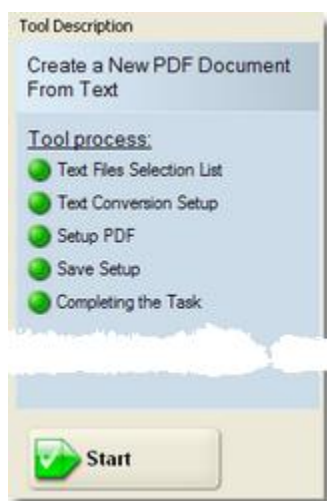 Tool Description
Create a New PDF Document
From Text
Tool process:
Text Files Selection List
Text Conversion Setup
Setup PDF
Save Setup
Completing the Task
Start